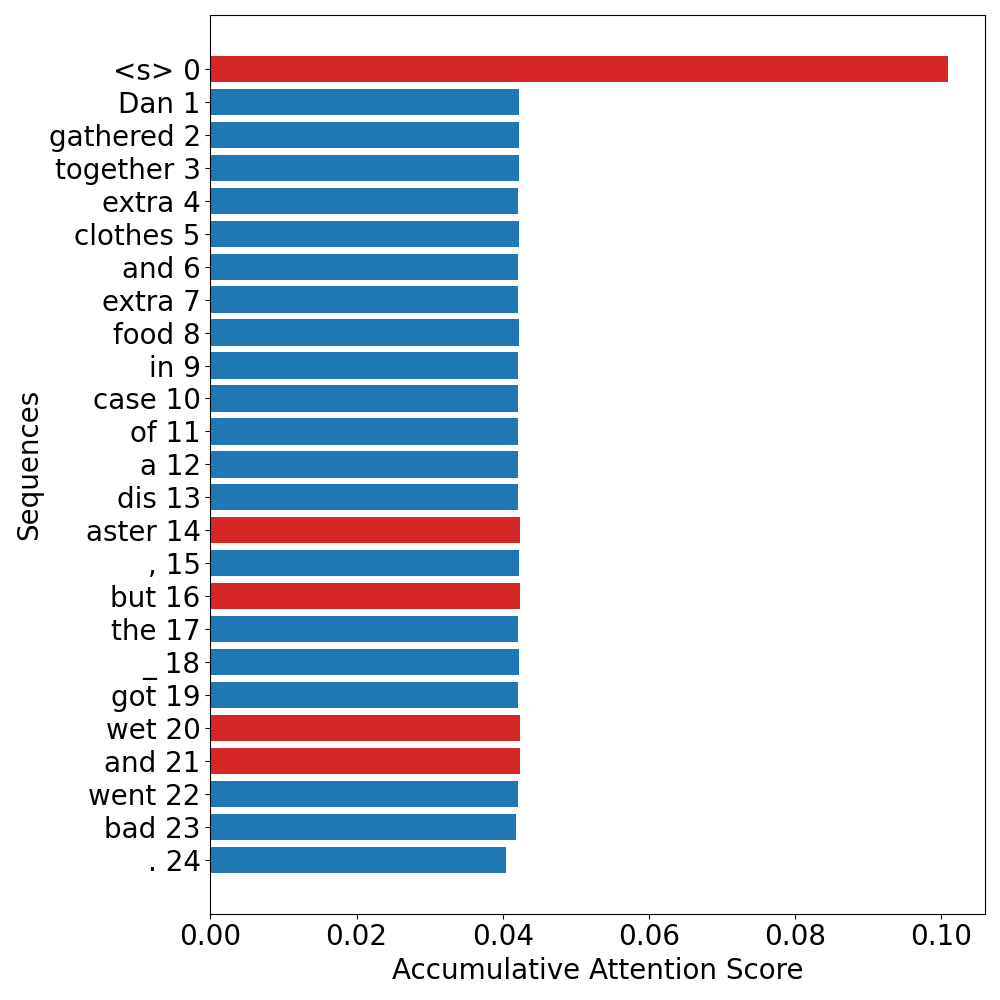 <s> 0
Dan 1
gathered 2
together 3
extra 4
clothes 5
and 6
extra 7
food 8
in 9
case 10
of 11
a 12
dis 13
aster 14
, 15
but 16
the 17
_ 18
got 19
wet 20
and 21
went 22
bad 23
. 24
Sequences
0.00 0.02 0.04 0.06 0.08 0.10
Accumulative Attention Score